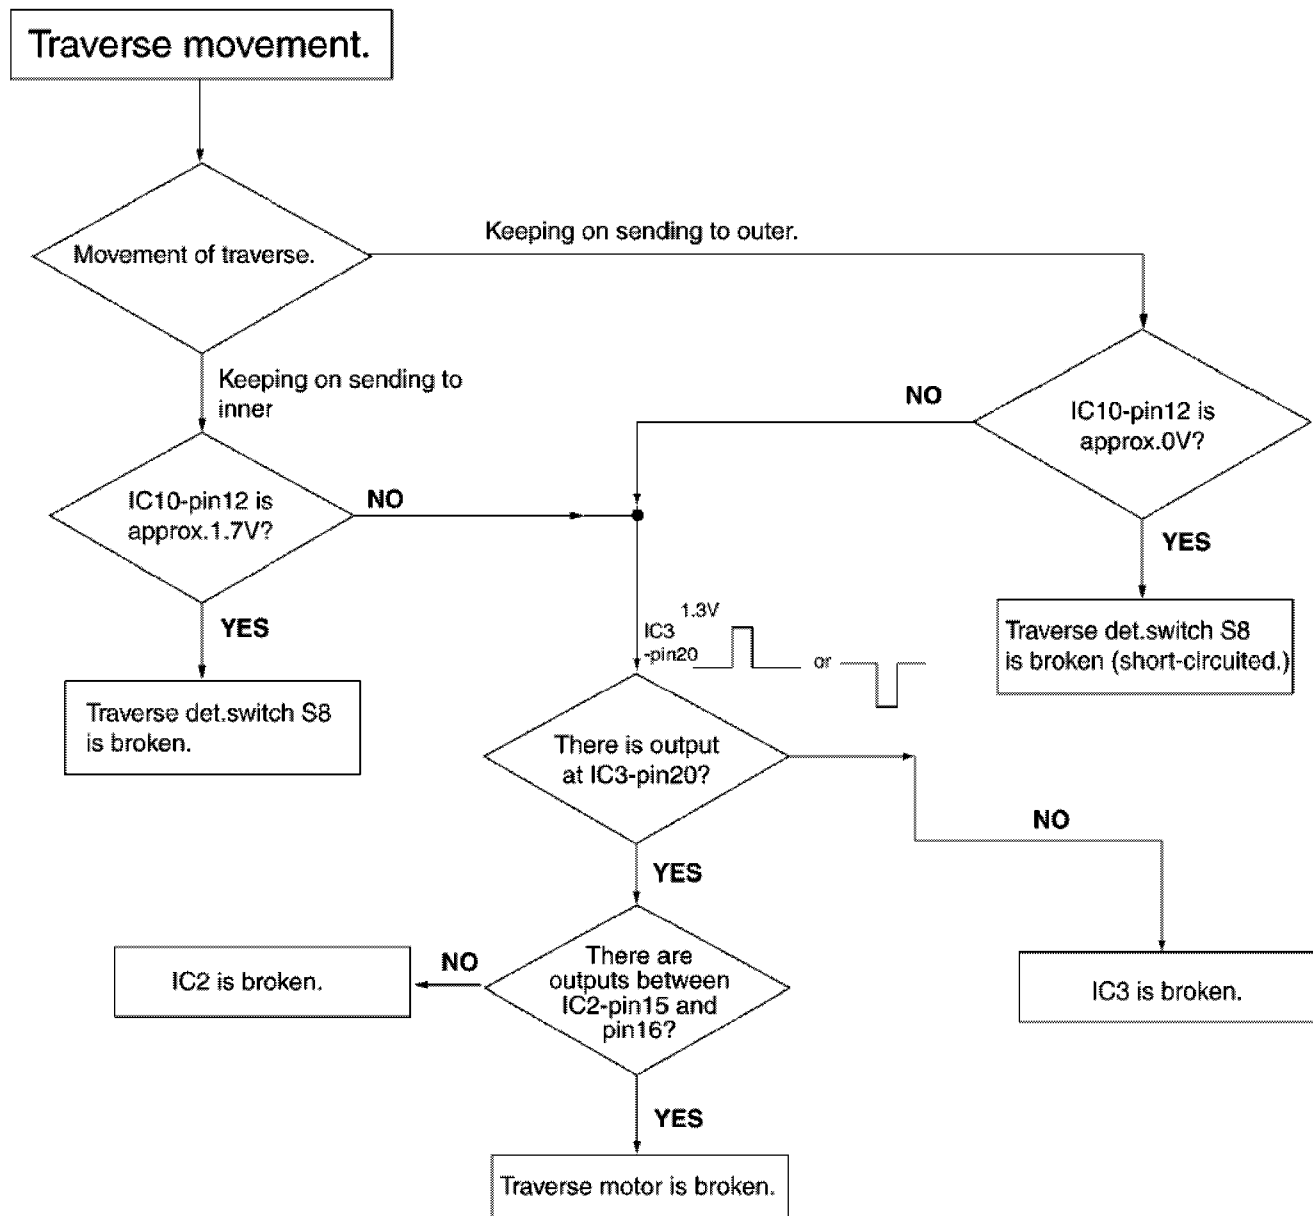 Traverse movement.
Keeping on sending to outer.
Movement of traverse.
Keeping on sending to
inner
NO
IC10-pin12 is
approx.0V?
IC10-pin12 is
approx.1.7V?
NO
YES
YES
1.3V
IC3
-pin20
or
Traverse det.switch S8
is broken (short-circuited.)
Traverse det.switch S8
is broken.
There is output
at IC3-pin20?
NO
YES
There are
outputs between
IC2-pin15 and
pin16?
NO
IC2 is broken.
IC3 is broken.
YES
Traverse motor is broken.